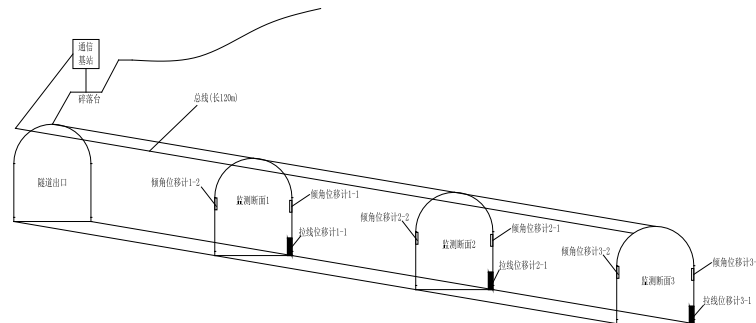 通信
基站
碎落台
总线(长120m)
隧道出口
倾角位移计1-2
监测断面1
倾角位移计1-1
拉线位移计1-1
倾角位移计2-2
监测断面2
倾角位移计2-1
拉线位移计2-1
倾角位移计3-2
监测断面3
倾角位移计3-
拉线位移计3-1